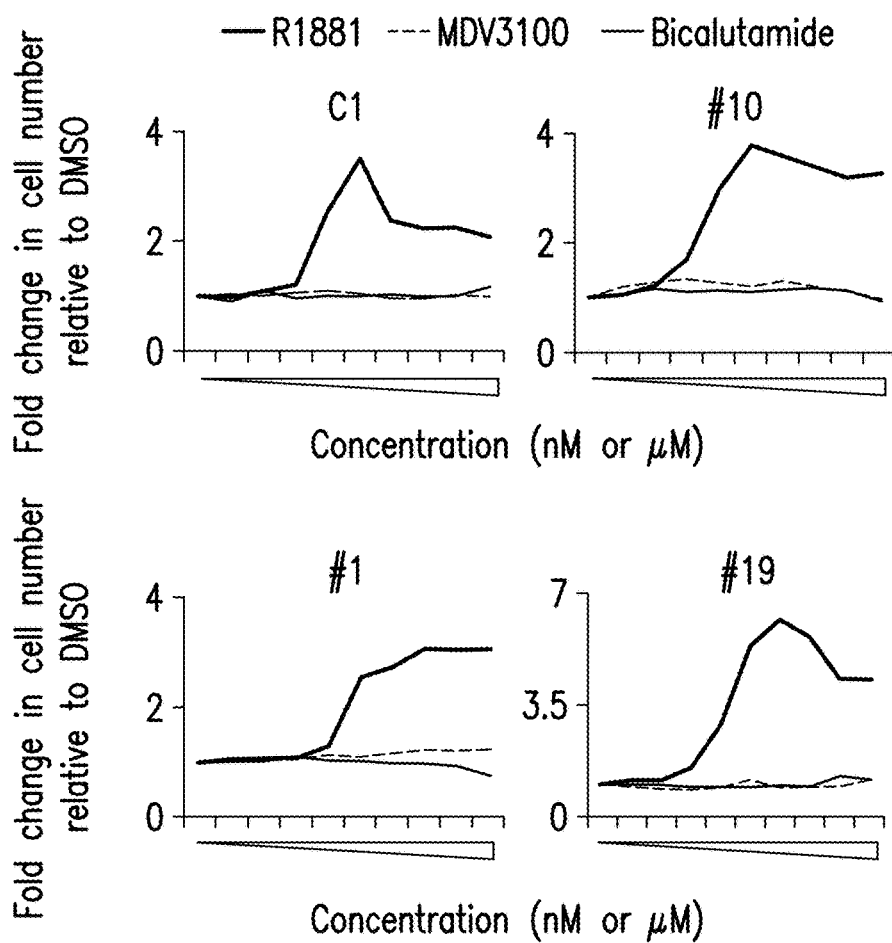 R1881 MDV3100 Bicalutamide
Fold change in cell number
relative to DMSO
C1
4
2
0
#10
4
2
0
Concentration (nM or μM)
Fold change in cell number
relative to DMSO
#1
4
2
0
#19
7
3.5
0
Concentration (nM or μM)